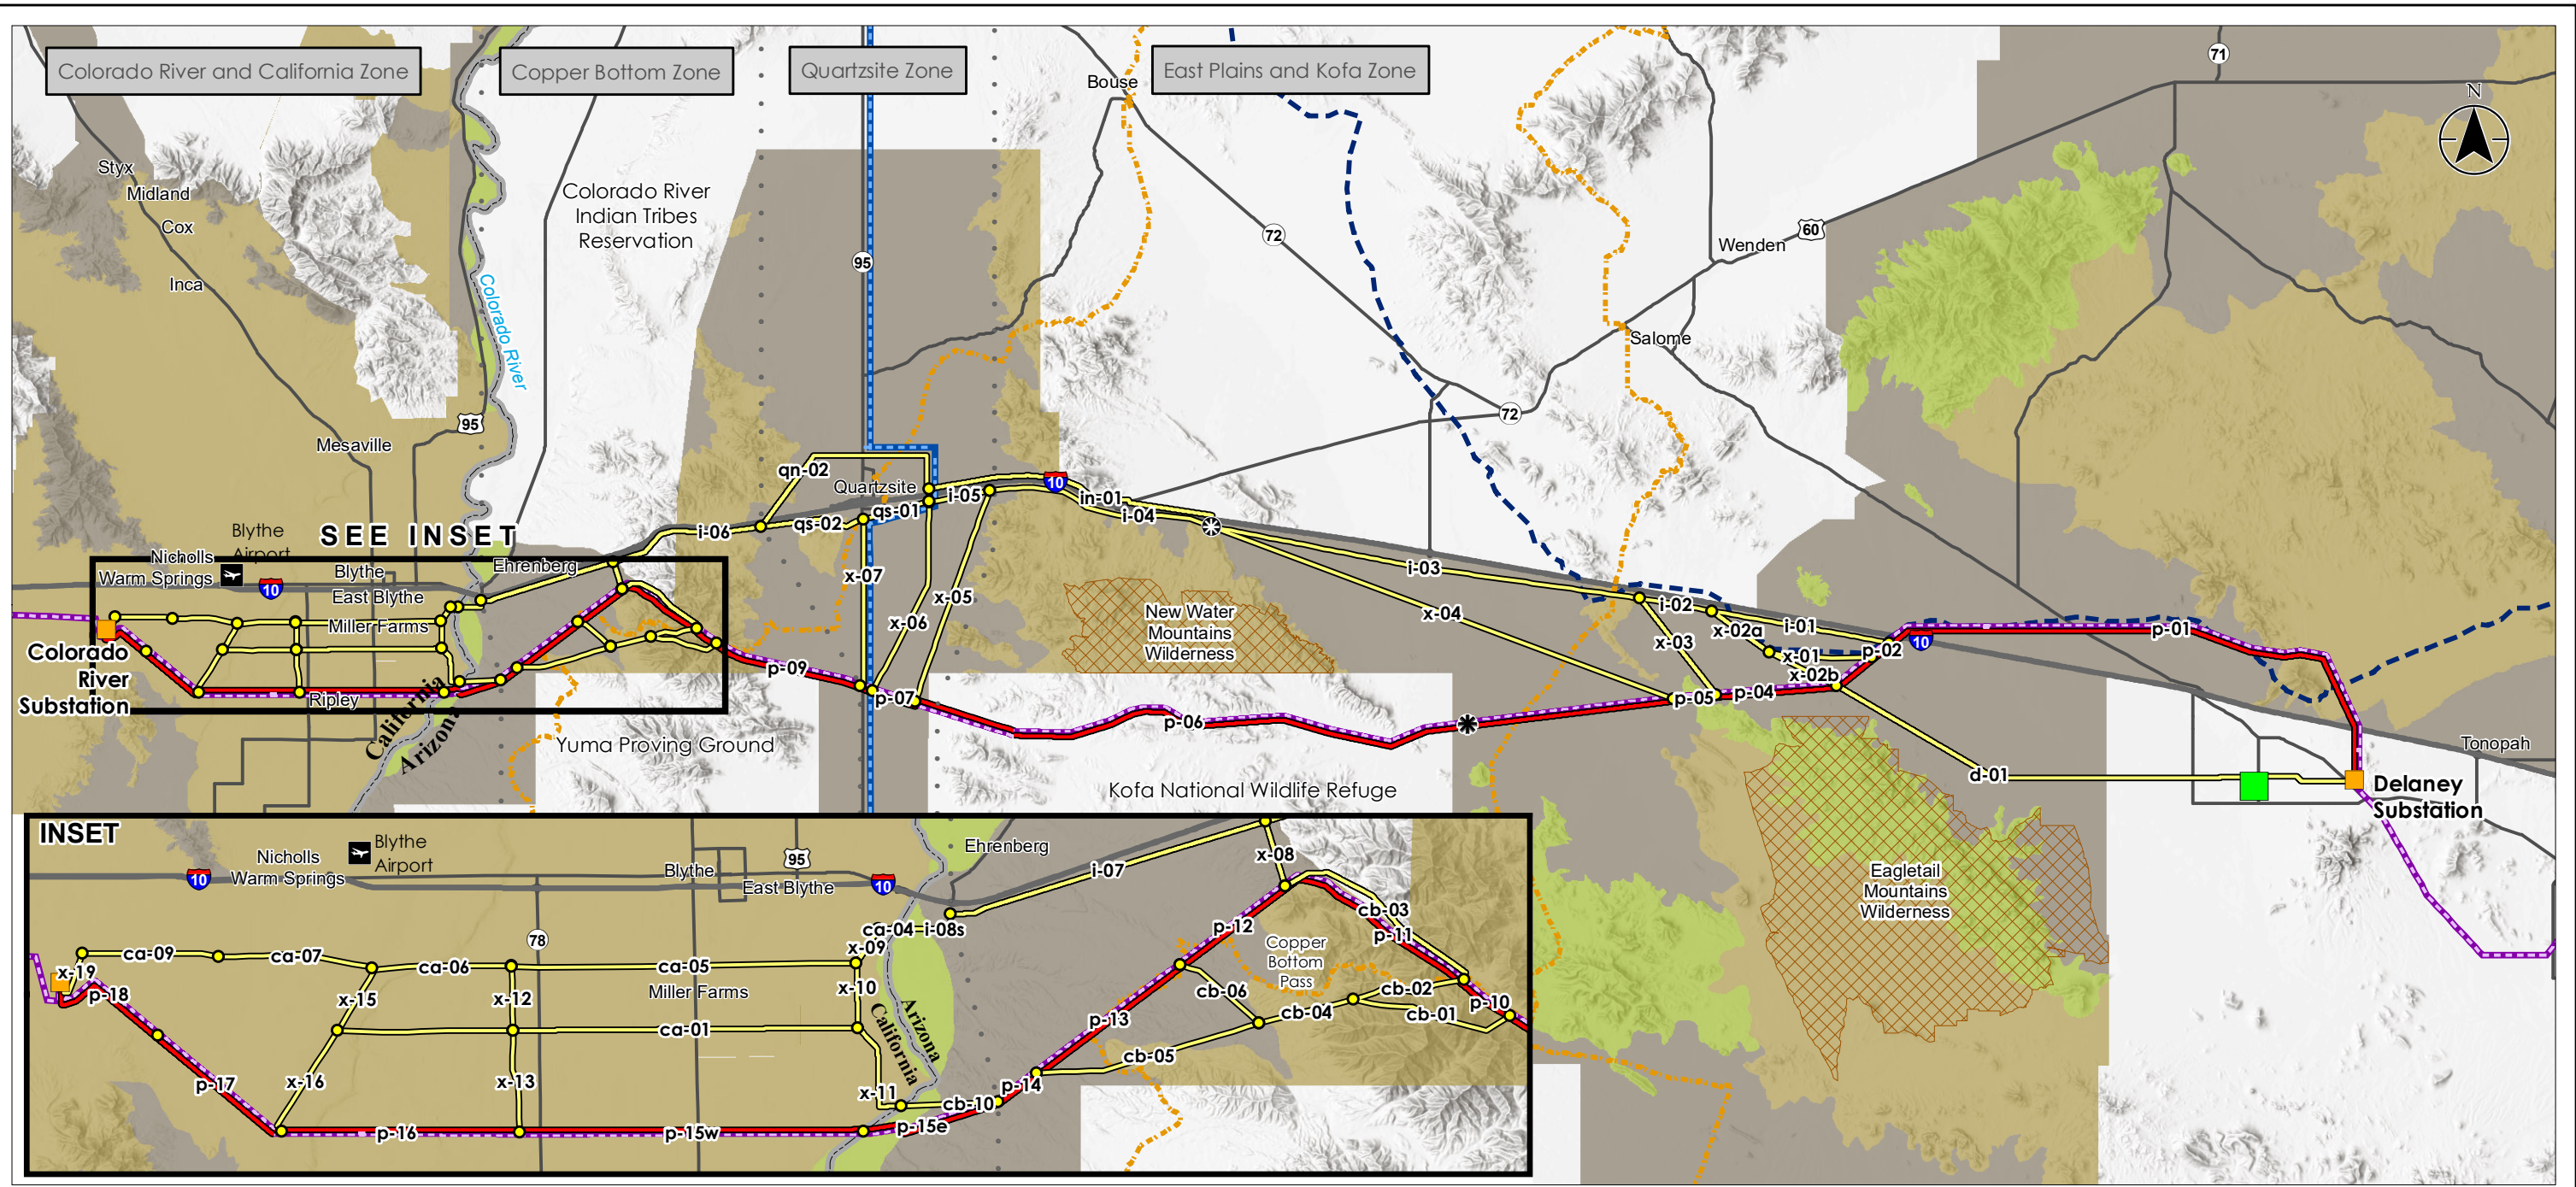 Colorado River and California Zone
Copper Bottom Zone
Quartzsite Zone
East Plains and Kofa Zone
71
N
Bouse
Styx
Midland
Cox
Inca
Colorado River
Indian Tribes
Reservation
Colorado River
95
72
60
Wenden
Salome
72
95
Mesaville
qn-02
Quartzsite
i-05
10
in-01
i-04
qs-01
qs-02
i-06
SEE INSET
Blythe
Airport
Nicholls
Warm Springs
10
Blythe
East Blythe
Ehrenberg
Miller Farms
Ripley
Colorado
River
Substation
California
Arizona
x-07
x-06
x-05
p-09
p-07
p-06
New Water
Mountains
Wilderness
i-03
x-04
i-02
x-03
x-02a
i-01
x-01
x-02b
p-02
p-05
p-04
10
p-01
d-01
Tonopah
Delaney
Substation
Yuma Proving Ground
Kofa National Wildlife Refuge
Eagletail
Mountains
Wilderness
INSET
Nicholls
Warm Springs
Blythe
Airport
10
Blythe
95
East Blythe
10
Ehrenberg
i-07
x-08
78
ca-04
i-08s
x-09
ca-09
ca-07
ca-06
ca-05
Miller Farms
x-19
p-18
x-15
x-12
x-10
ca-01
x-16
x-13
x-11
p-17
p-16
p-15w
p-15e
cb-10
p-14
Arizona
California
p-13
p-12
cb-03
p-11
Copper
Bottom
Pass
cb-06
cb-02
cb-04
cb-01
p-10
cb-05